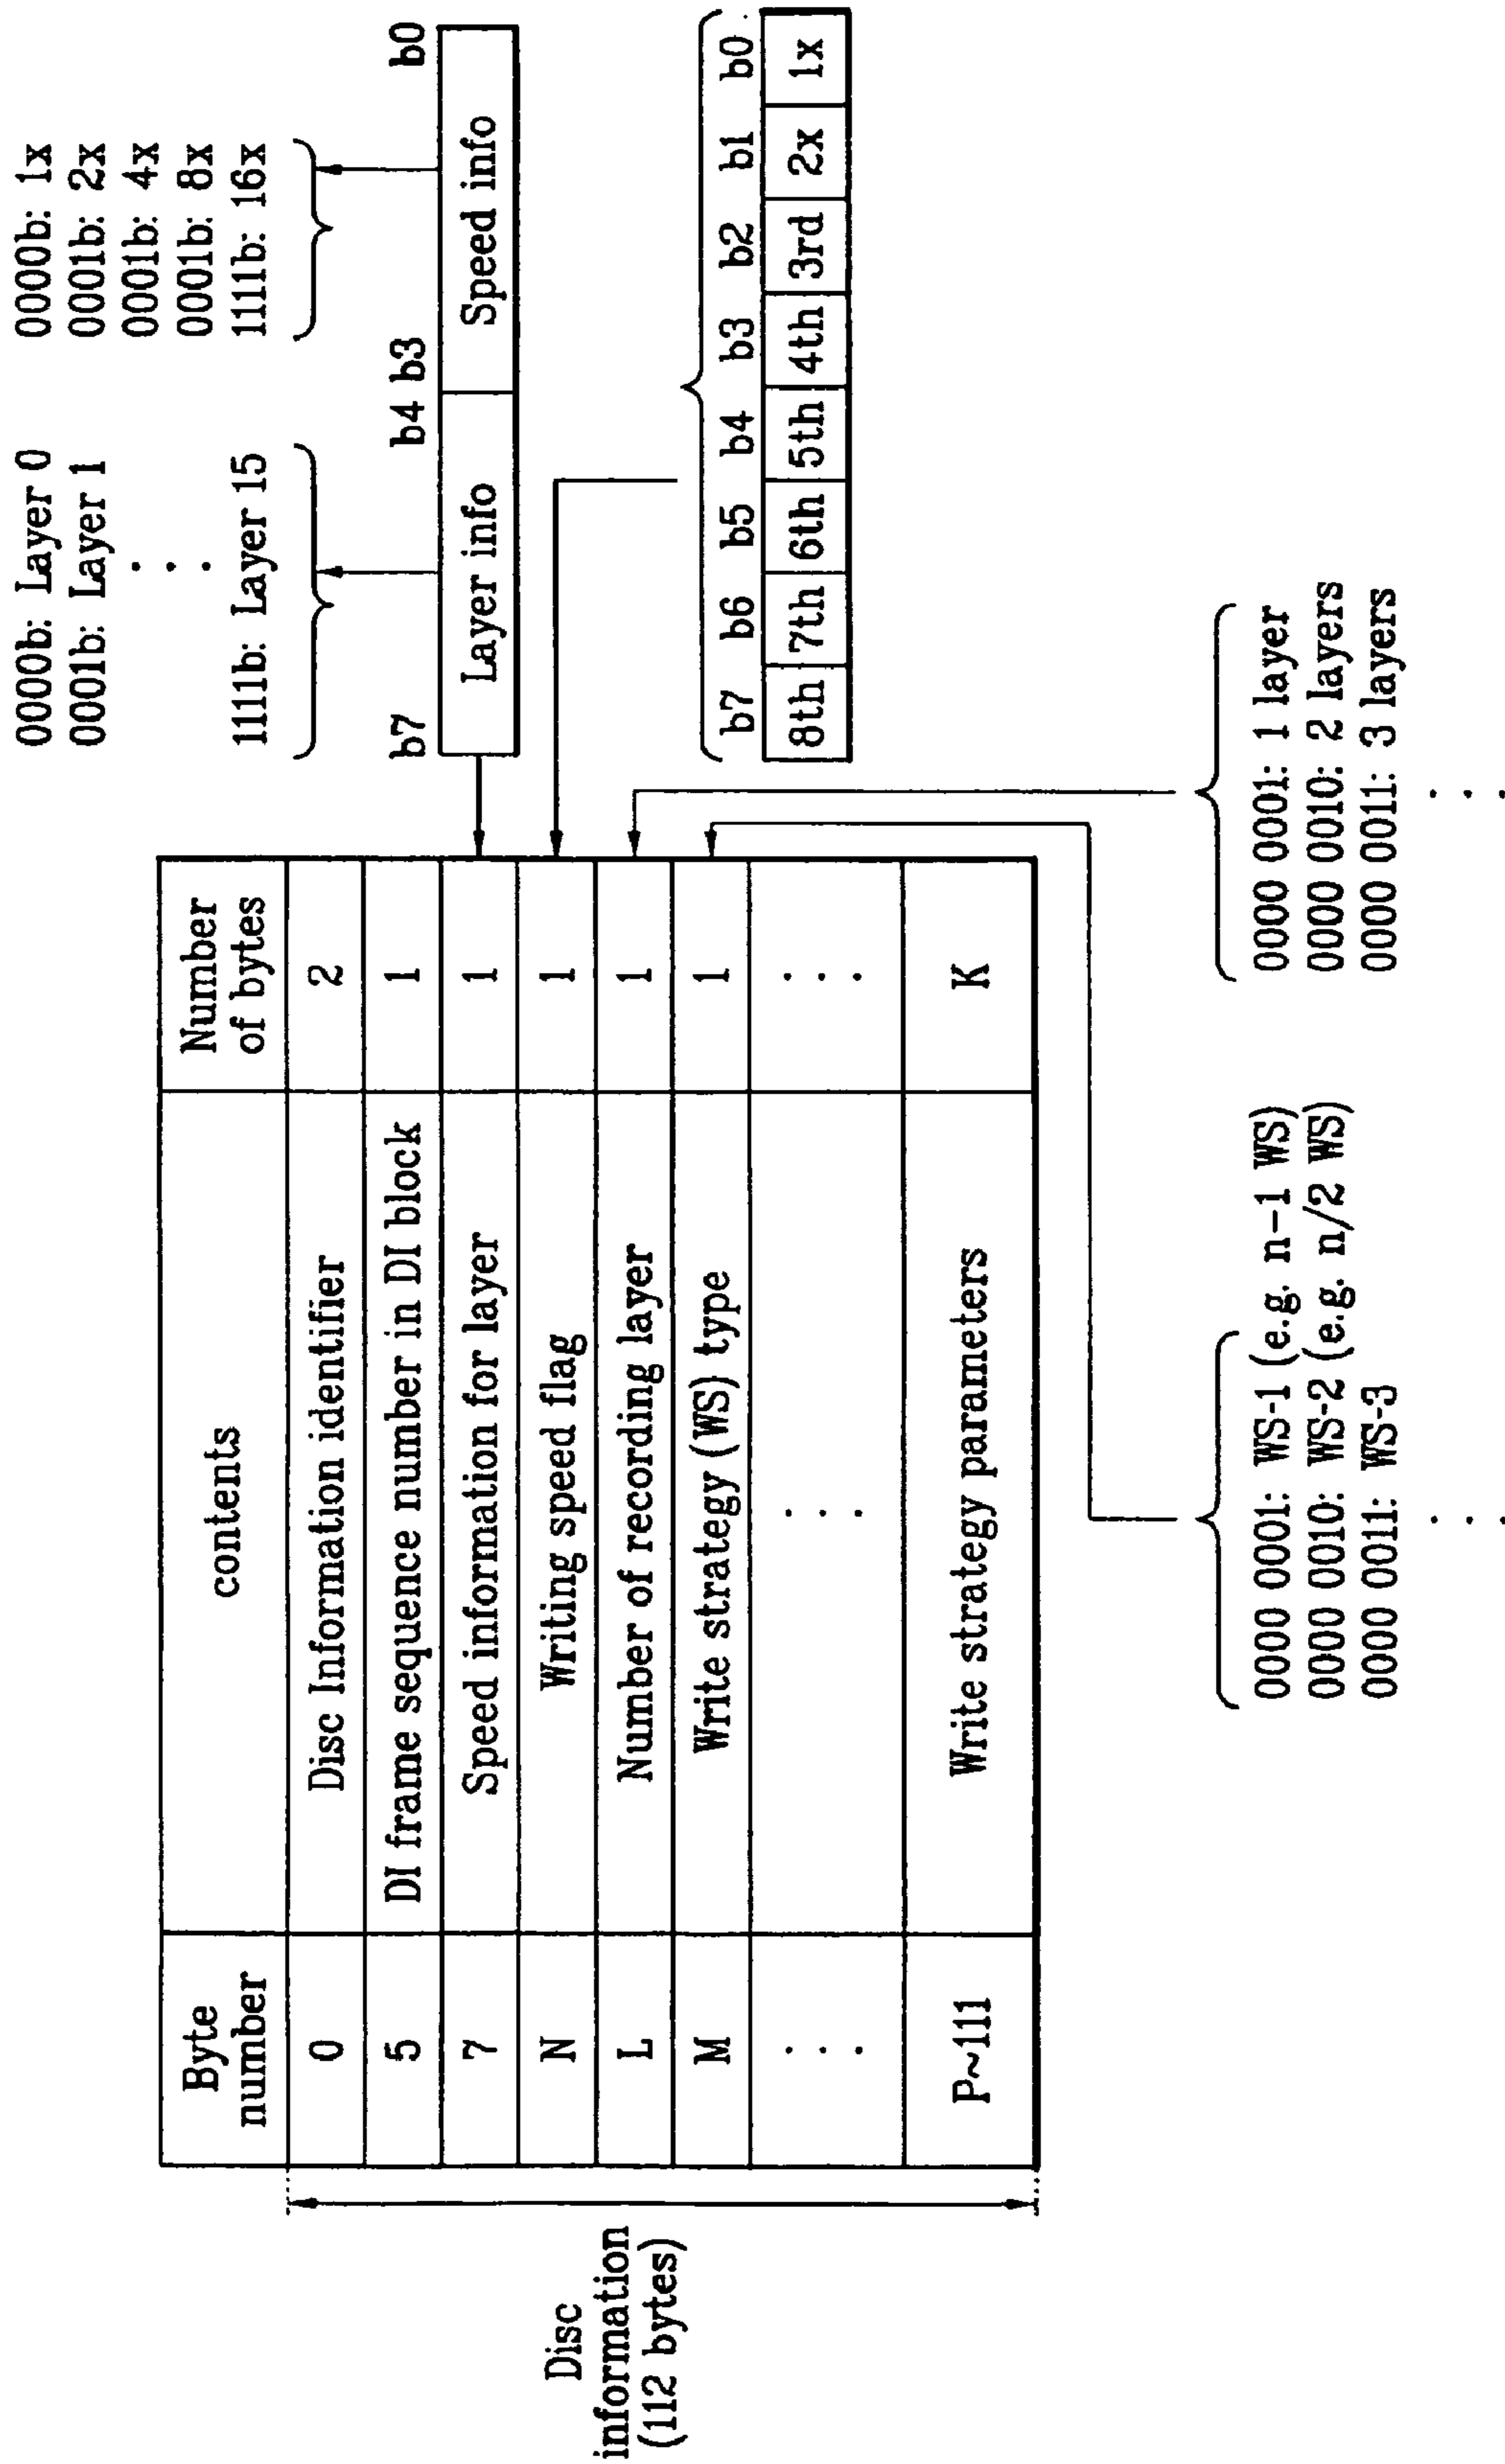 0000b: Layer 0
0001b: Layer 1
. . .
1111b: Layer 15
0000b: 1x
0001b: 2x
0001b: 4x
0001b: 8x
1111b: 16x
b7 b4 b3 b0
Layer info Speed info
b7 b6 b5 b4 b3 b2 b1 b0
8th 7th 6th 5th 4th 3rd 2x 1x
Disc
information
(112 bytes)
Byte
number
contents
Number
of bytes
0 Disc Information identifier 2
5 DI frame sequence number in DI block 1
7 Speed information for layer 1
N Writing speed flag 1
L Number of recording layer 1
M Write strategy (WS) type 1
. . . . . . . . .
P~111 Write strategy parameters K
0000 0001: WS-1 (e.g. n-1 WS)
0000 0010: WS-2 (e.g. n/2 WS)
0000 0011: WS-3
. . .
0000 0001: 1 layer
0000 0010: 2 layers
0000 0011: 3 layers
. . .